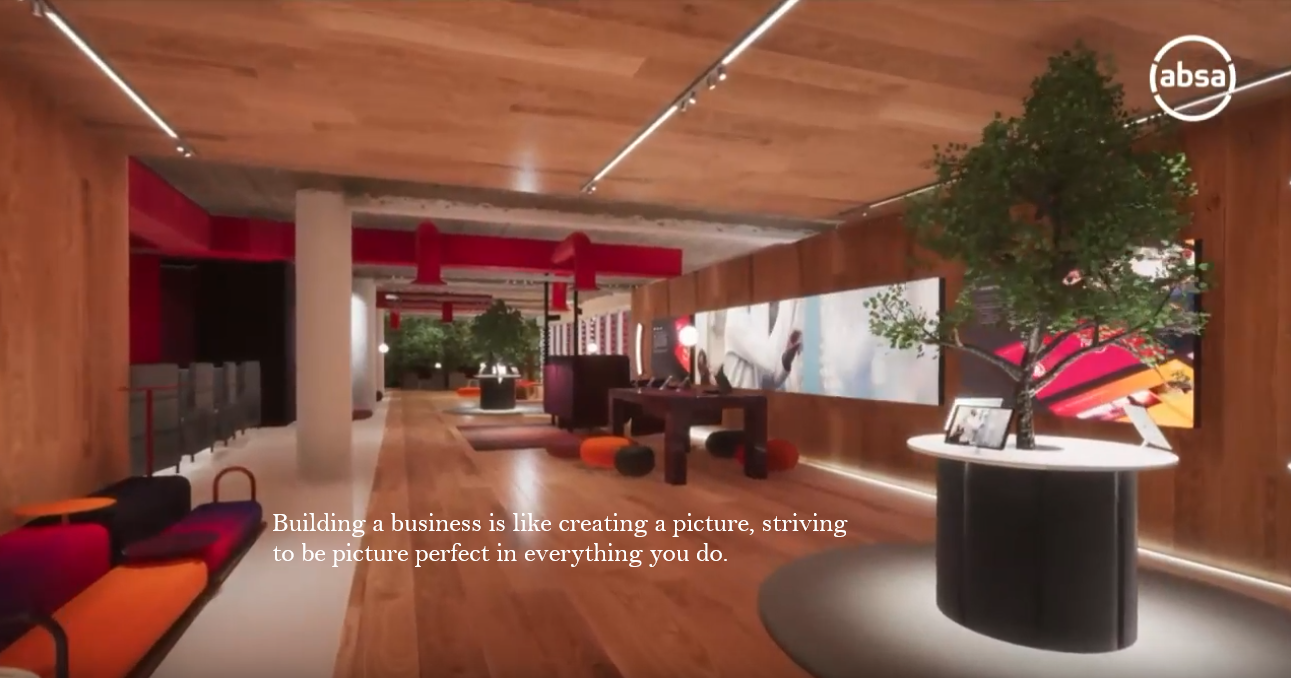 absa
Building a business is like creating a picture, striving
to be picture perfect in everything you do.